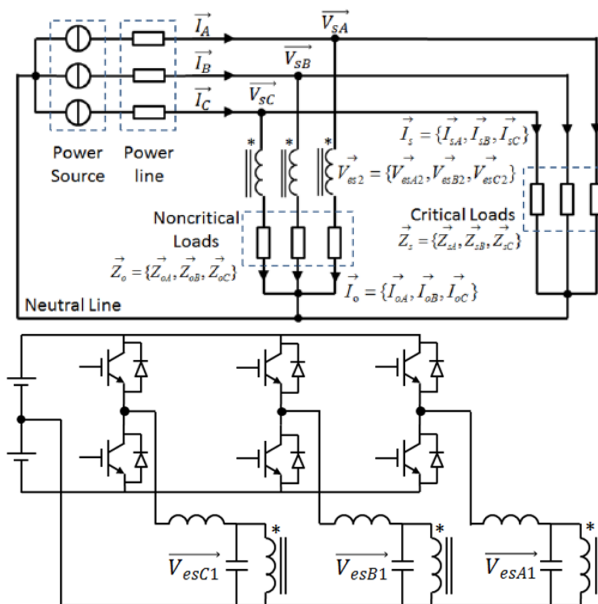 I_A⃗ V_sA⃗
I_B⃗ V_sB⃗
I_C⃗ V_sC⃗
Power Source
Power line
I_s⃗ = {I_sA⃗, I_sB⃗, I_sC⃗}
* * *
V_es2⃗ = {V_esA2⃗, V_esB2⃗, V_esC2⃗}
Noncritical Loads
Critical Loads
Z_s⃗ = {Z_sA⃗, Z_sB⃗, Z_sC⃗}
Z_o⃗ = {Z_oA⃗, Z_oB⃗, Z_oC⃗}
Neutral Line
I_o⃗ = {I_oA⃗, I_oB⃗, I_oC⃗}
* * *
V_esC1⃗ V_esB1⃗ V_esA1⃗